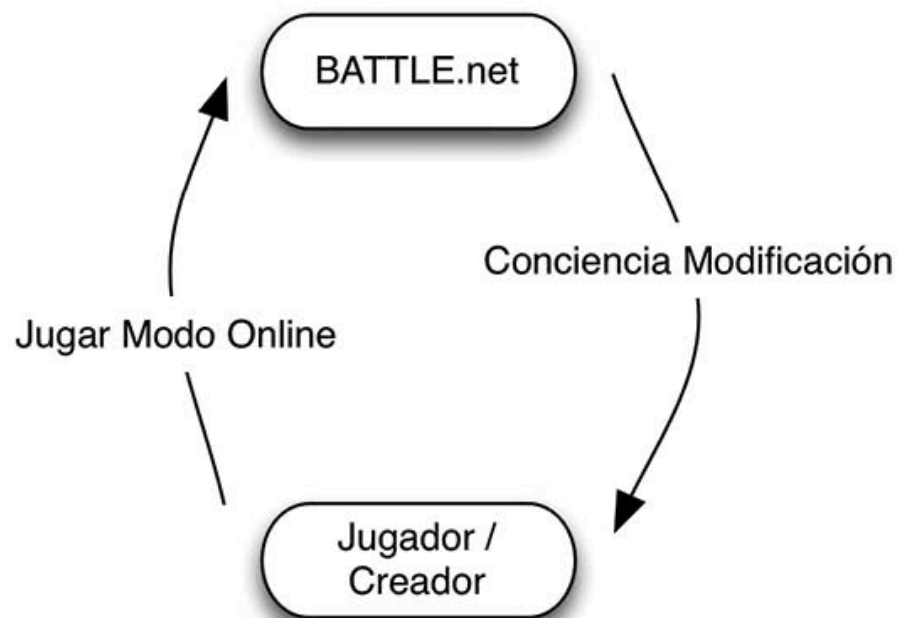 BATTLE.net
Conciencia Modificación
Jugar Modo Online
Jugador /
Creador